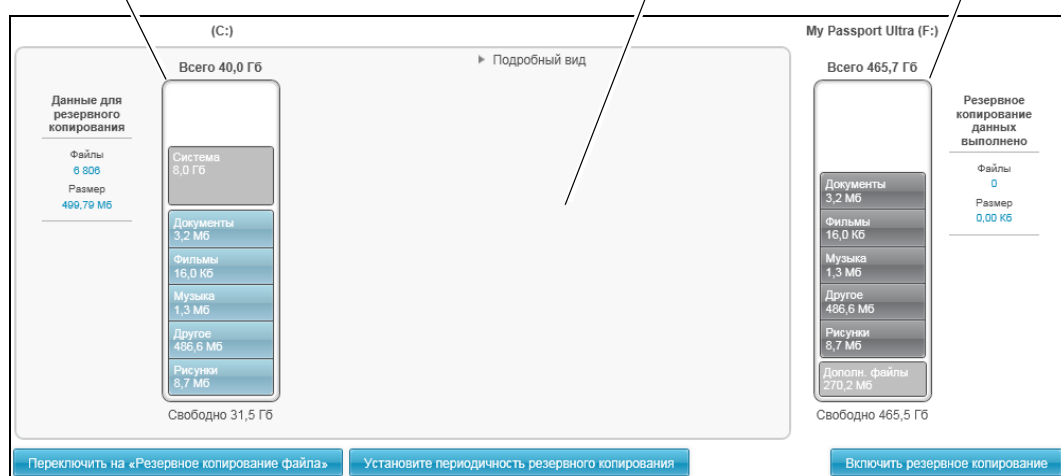 (C:)
My Passport Ultra (F:)
Всего 40,0 Гб
▶ Подробный вид
Всего 465,7 Гб
Данные для
резервного
копирования
Файлы
6 806
Размер
499,79 Мб
Система
8,0 Гб
Документы
3,2 Мб
Фильмы
16,0 Кб
Музыка
1,3 Мб
Другое
486,6 Мб
Рисунки
8,7 Мб
Свободно 31,5 Гб
Документы
3,2 Мб
Фильмы
16,0 Кб
Музыка
1,3 Мб
Другое
486,6 Мб
Рисунки
8,7 Мб
Дополн. файлы
270,2 Мб
Свободно 465,5 Гб
Резервное
копирование
данных
выполнено
Файлы
0
Размер
0,00 Кб
Переключить на «Резервное копирование файла»
Установите периодичность резервного копирования
Включить резервное копирование